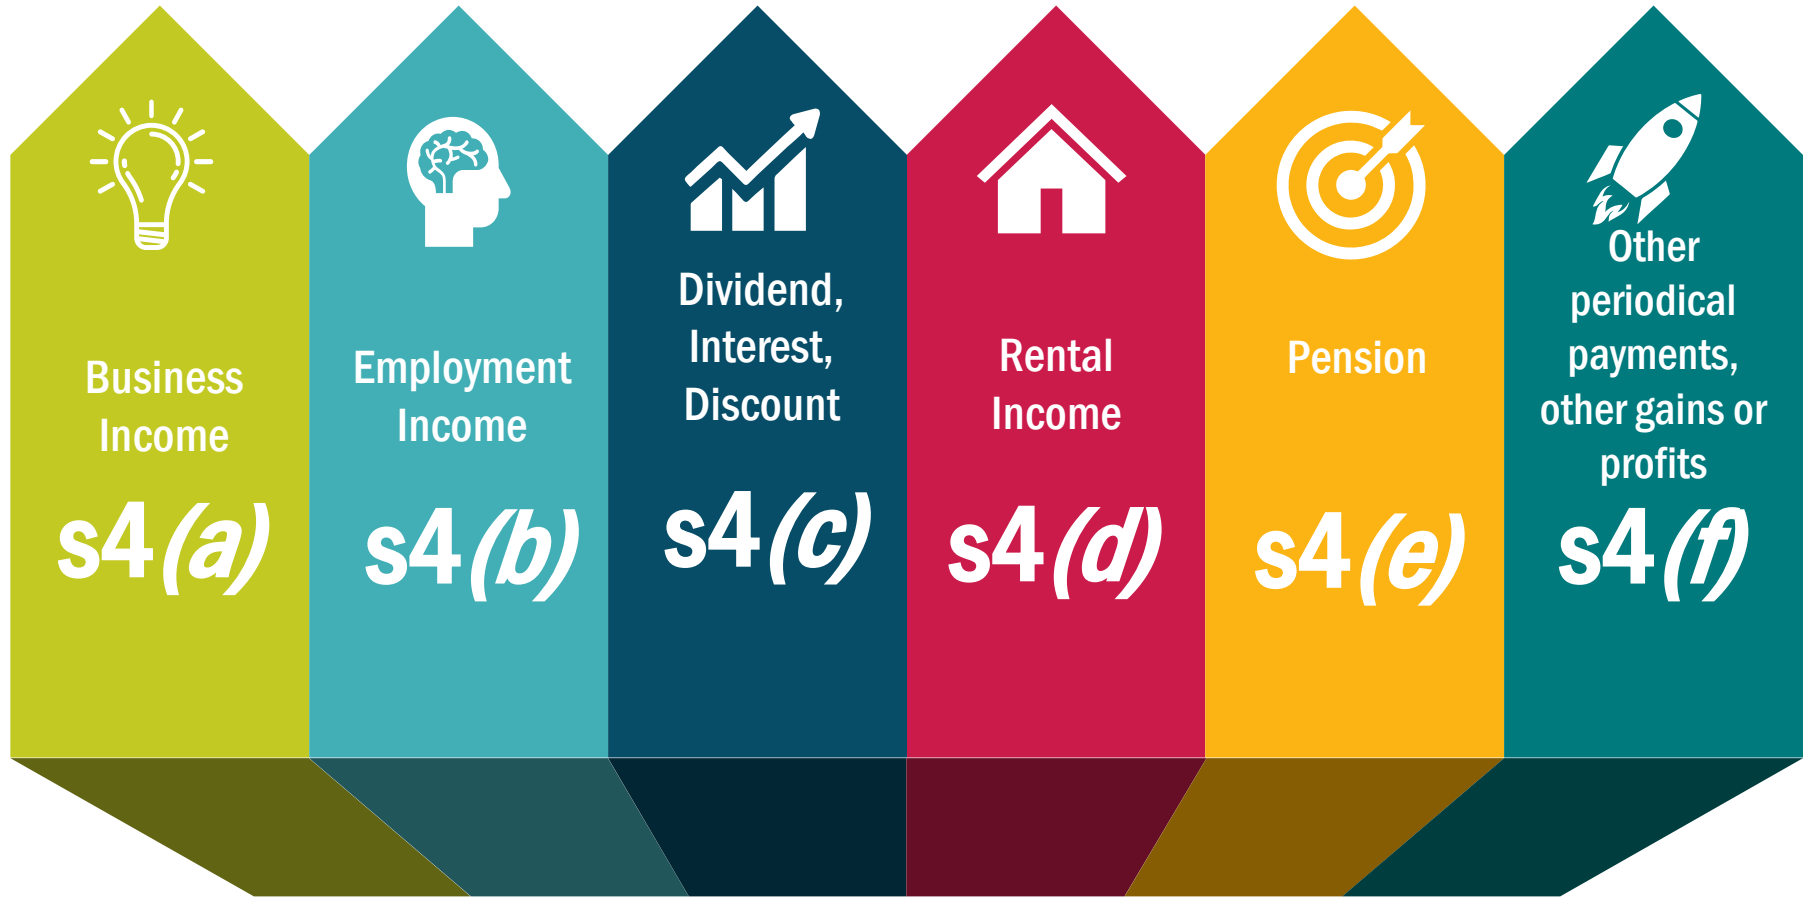 Business
Income
s4(a)
Employment
Income
s4(b)
Dividend,
Interest,
Discount
s4(c)
Rental
Income
s4(d)
Pension
s4(e)
Other
periodical
payments,
other gains or
profits
s4(f)